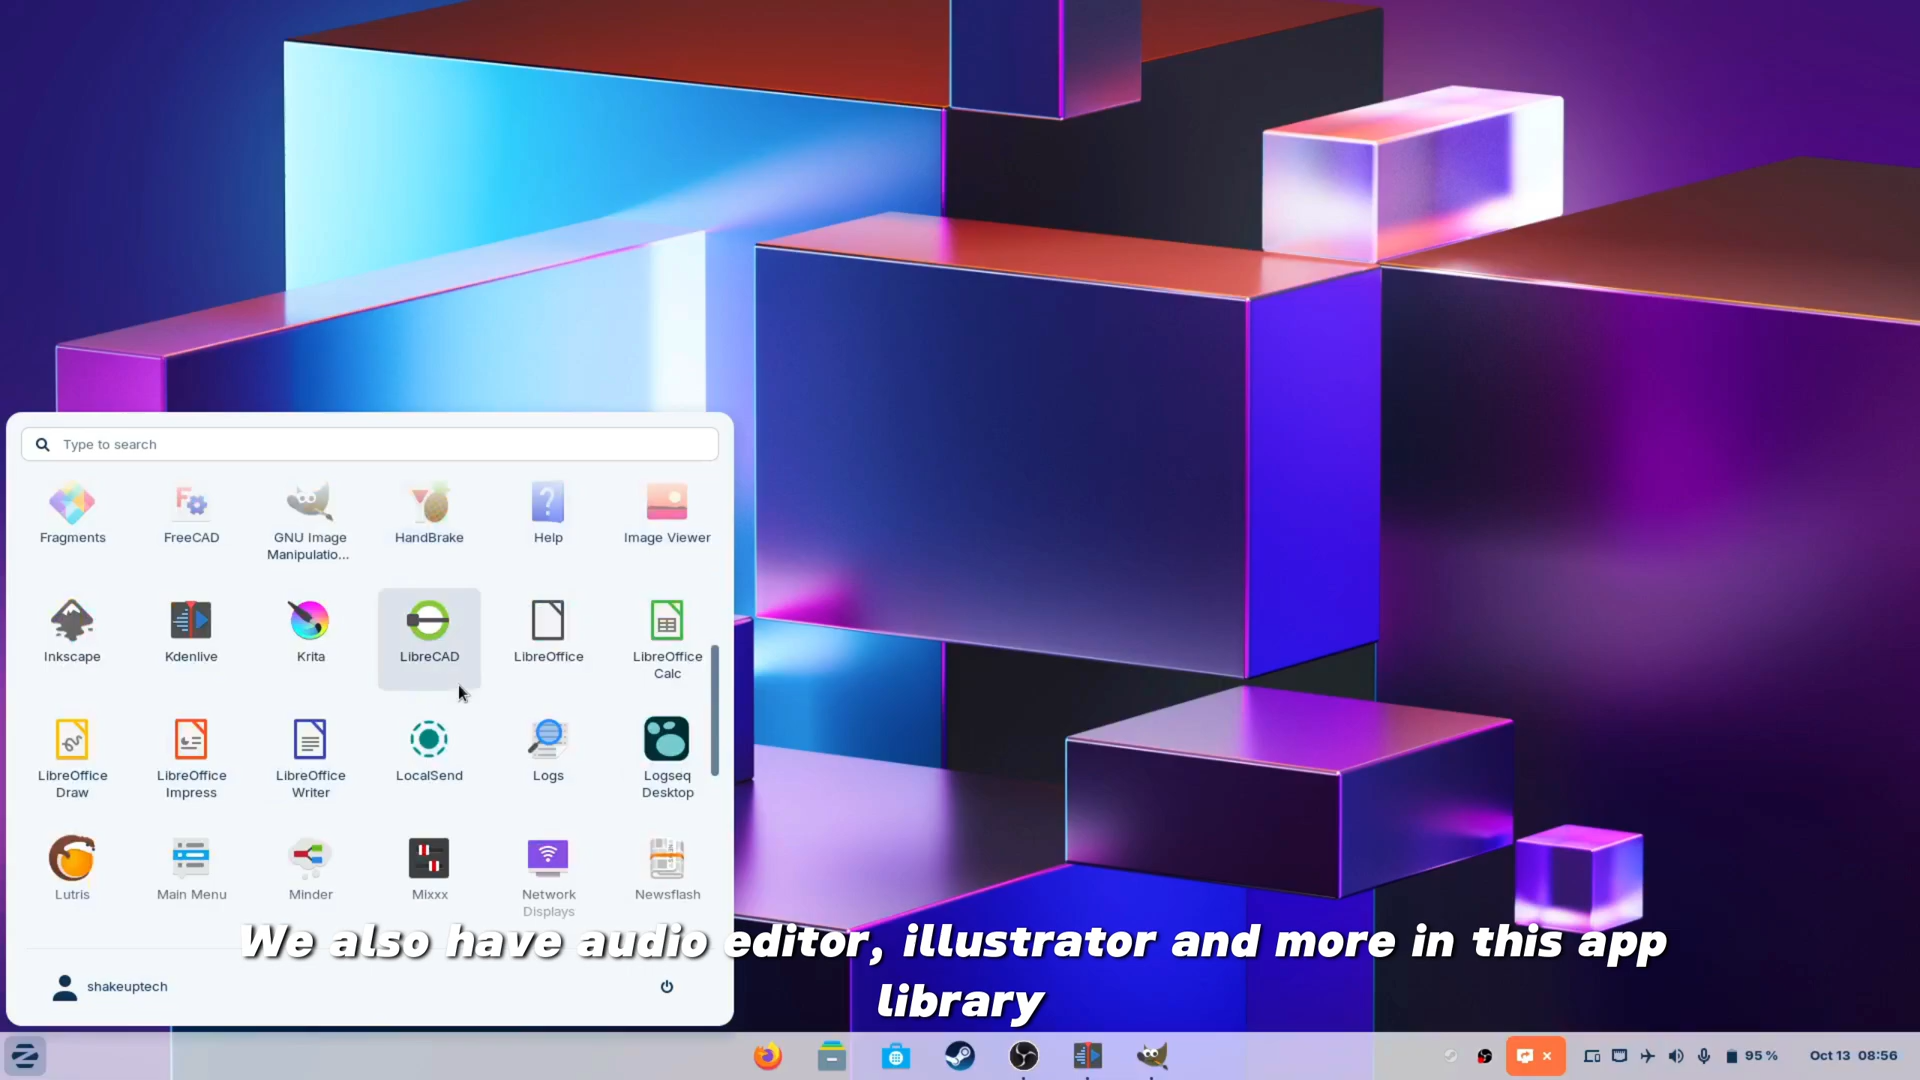 Type to search
Fragments
FreeCAD
GNU Image
Manipulatio...
HandBrake
Help
Image Viewer
Inkscape
Kdenlive
Krita
LibreCAD
LibreOffice
LibreOffice
Calc
LibreOffice
Draw
LibreOffice
Impress
LibreOffice
Writer
LocalSend
Logs
Logseq
Desktop
Lutris
Main Menu
Minder
Mixxx
Network
Displays
Newsflash
We also have audio editor, illustrator and more in this app
library
shakeuptech
95 %
Oct 13 08:56